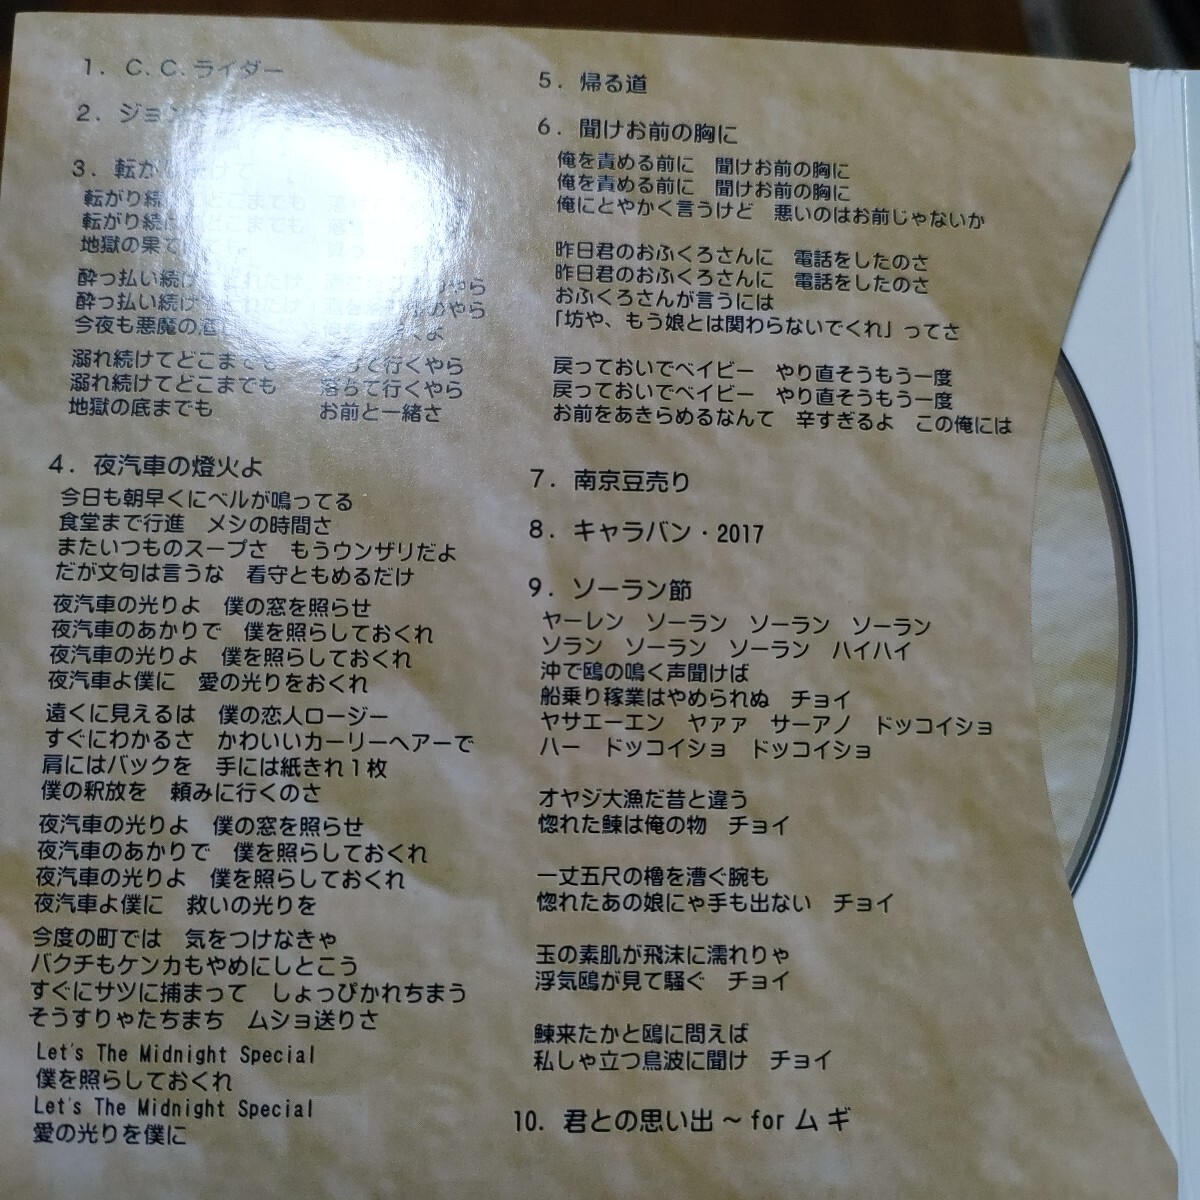 1. C.C.ライダー
2. ジョン
3. 転が けて
転がり続 どこまでも
転がり続け までも
地獄の果て
酔っ払い続け れだけ やら
酔っ払い続け れだけ やら
今夜も悪魔の酒 よ
溺れ続けてどこまでも ちて行くやら
溺れ続けてどこまでも 落ちて行くやら
地獄の底までも お前と一緒さ
4. 夜汽車の燈火よ
今日も朝早くにベルが鳴ってる
食堂まで行進 メシの時間さ
またいつものスープさ もうウンザリだよ
だが文句は言うな 看守ともめるだけ
夜汽車の光りよ 僕の窓を照らせ
夜汽車のあかりで 僕を照らしておくれ
夜汽車の光りよ 僕を照らしておくれ
夜汽車よ僕に 愛の光りをおくれ
遠くに見えるは 僕の恋人ロージー
すぐにわかるさ かわいいカーリーヘアーで
肩にはバックを 手には紙きれ1枚
僕の釈放を 頼みに行くのさ
夜汽車の光りよ 僕の窓を照らせ
夜汽車のあかりで 僕を照らしておくれ
夜汽車の光りよ 僕を照らしておくれ
夜汽車よ僕に 救いの光りを
今度の町では 気をつけなきゃ
バクチもケンカもやめにしとこう
すぐにサツに捕まって しょっぴかれちまう
そうすりゃたちまち ムショ送りさ
Let's The Midnight Special
僕を照らしておくれ
Let's The Midnight Special
愛の光りを僕に
5. 帰る道
6. 聞けお前の胸に
俺を責める前に 聞けお前の胸に
俺を責める前に 聞けお前の胸に
俺にとやかく言うけど 悪いのはお前じゃないか
昨日君のおふくろさんに 電話をしたのさ
昨日君のおふくろさんに 電話をしたのさ
おふくろさんが言うには
「坊や、もう娘とは関わらないでくれ」ってさ
戻っておいでベイビー やり直そうもう一度
戻っておいでベイビー やり直そうもう一度
お前をあきらめるなんて 辛すぎるよ この俺には
7. 南京豆売り
8. キャラバン・2017
9. ソーラン節
ヤーレン ソーラン ソーラン ソーラン
ソラン ソーラン ソーラン ハイハイ
沖で鴎の鳴く声聞けば
船乗り稼業はやめられぬ チョイ
ヤサエーエン ヤァァ サーアノ ドッコイショ
ハー ドッコイショ ドッコイショ
オヤジ大漁だ昔と違う
惚れた鰊は俺の物 チョイ
一丈五尺の櫓を漕ぐ腕も
惚れたあの娘にゃ手も出ない チョイ
玉の素肌が飛沫に濡れりゃ
浮気鴎が見て騒ぐ チョイ
鰊来たかと鴎に問えば
私しゃ立つ鳥波に聞け チョイ
10. 君との思い出～for ム ギ